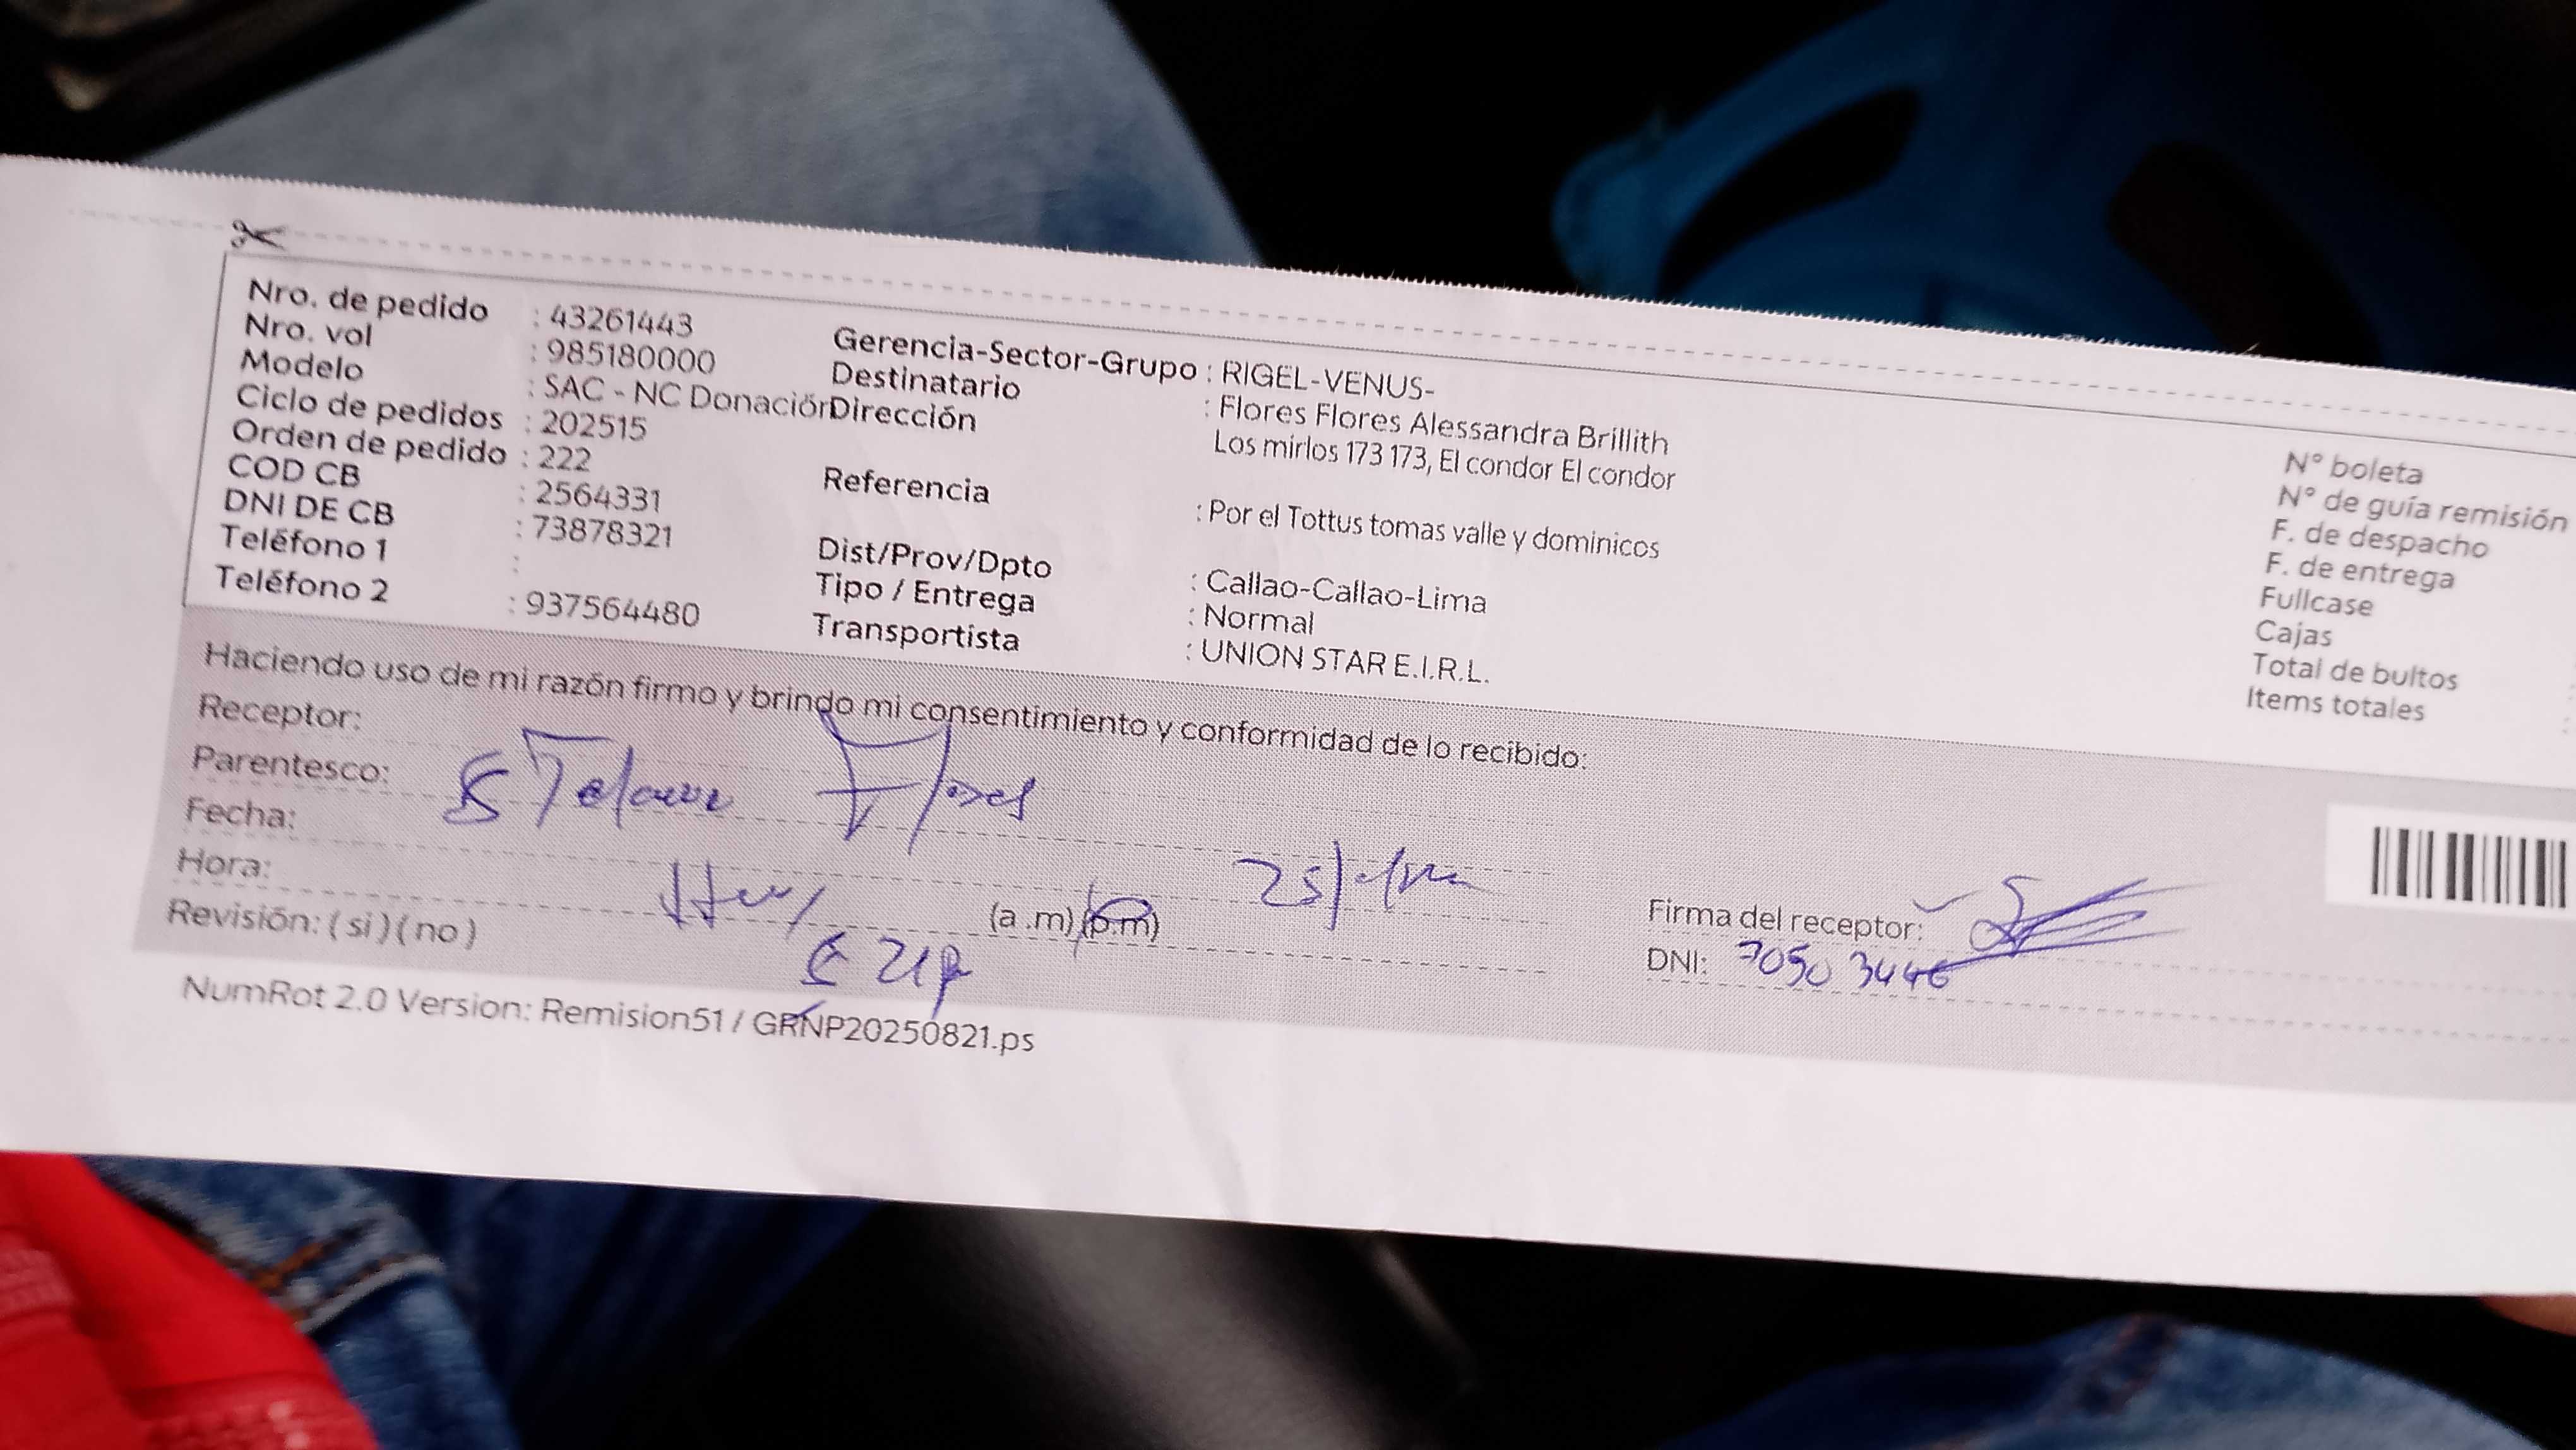 Nro. de pedido : 43261443
Nro. vol : 985180000
Modelo : SAC - NC Donación
Ciclo de pedidos : 202515
Orden de pedido : 222
COD CB : 2564331
DNI DE CB : 73878321
Teléfono 1 :
Teléfono 2 : 937564480
Gerencia-Sector-Grupo : RIGEL-VENUS-
Destinatario : Flores Flores Alessandra Brillith
Dirección Los mirlos 173 173, El condor El condor
Referencia : Por el Tottus tomas valle y dominicos
Dist/Prov/Dpto : Callao-Callao-Lima
Tipo / Entrega : Normal
Transportista : UNION STAR E.I.R.L.
N° boleta
N° de guía remisión
F. de despacho
F. de entrega
Fullcase
Cajas
Total de bultos
Items totales
Haciendo uso de mi razón firmo y brindo mi consentimiento y conformidad de lo recibido:
Receptor:
Parentesco: Flores
Fecha:
Hora: (a .m) (p.m)
Revisión: ( si ) ( no )
Firma del receptor:
DNI: 70503446
NumRot 2.0 Version: Remision51 / GRNP20250821.ps